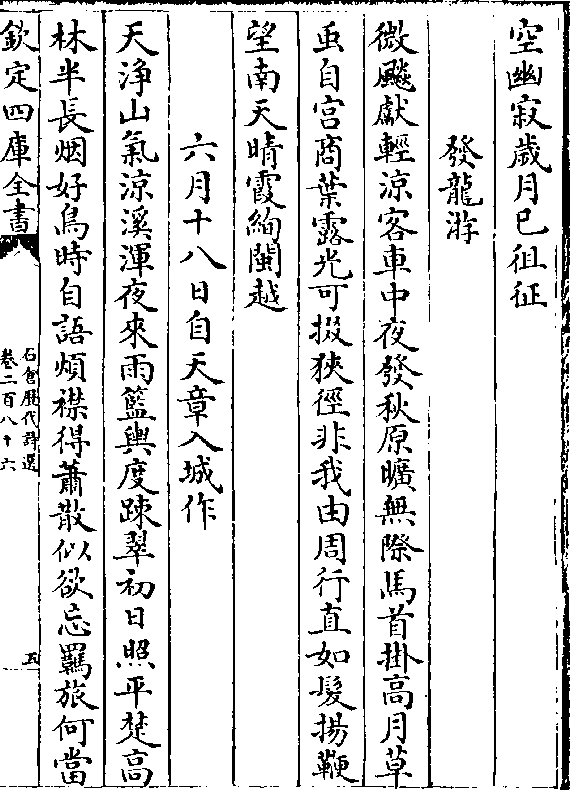 空幽寂歲月已徂征
發龍游
微飈獻輕涼客車中夜發秋原曠無際馬首掛高月草
䖝自宫商葉露光可掇狹徑非我由周行直如髮揚鞭
望南天晴霞絢閩越
六月十八日自天章入城作
天淨山氣涼溪渾夜來雨籃輿度踈翠初日照平楚高
林半長烟好鳥時自語煩襟得蕭散似欲忘羈旅何當
欽定四庫全書
石倉歷代詩選
卷二百八十六
五